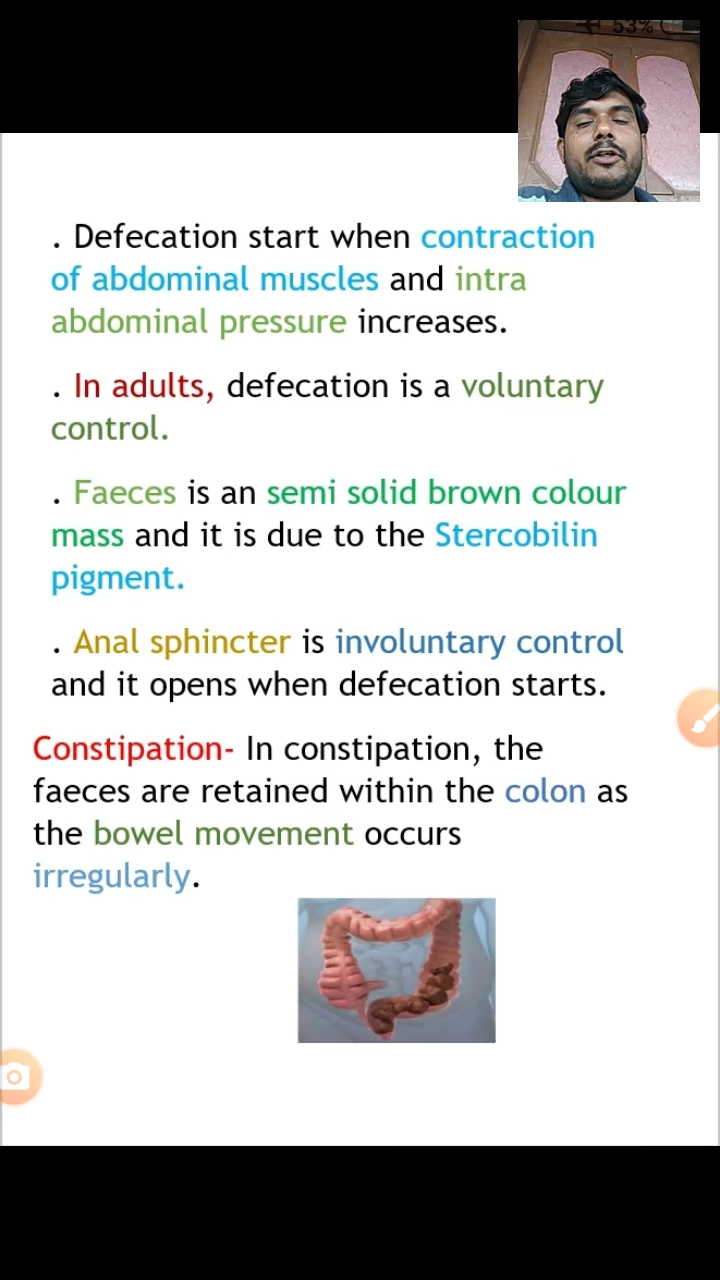 53%
. Defecation start when contraction
of abdominal muscles and intra
abdominal pressure increases.
. In adults, defecation is a voluntary
control.
. Faeces is an semi solid brown colour
mass and it is due to the Stercobilin
pigment.
. Anal sphincter is involuntary control
and it opens when defecation starts.
Constipation- In constipation, the
faeces are retained within the colon as
the bowel movement occurs
irregularly.